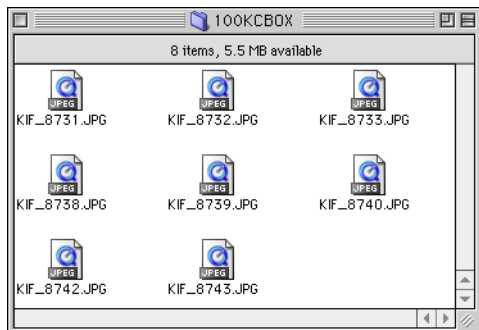 100KCBOX
8 items, 5.5 MB available
JPEG JPEG JPEG
KIF_8731.JPG KIF_8732.JPG KIF_8733.JPG
JPEG JPEG JPEG
KIF_8738.JPG KIF_8739.JPG KIF_8740.JPG
JPEG JPEG
KIF_8742.JPG KIF_8743.JPG